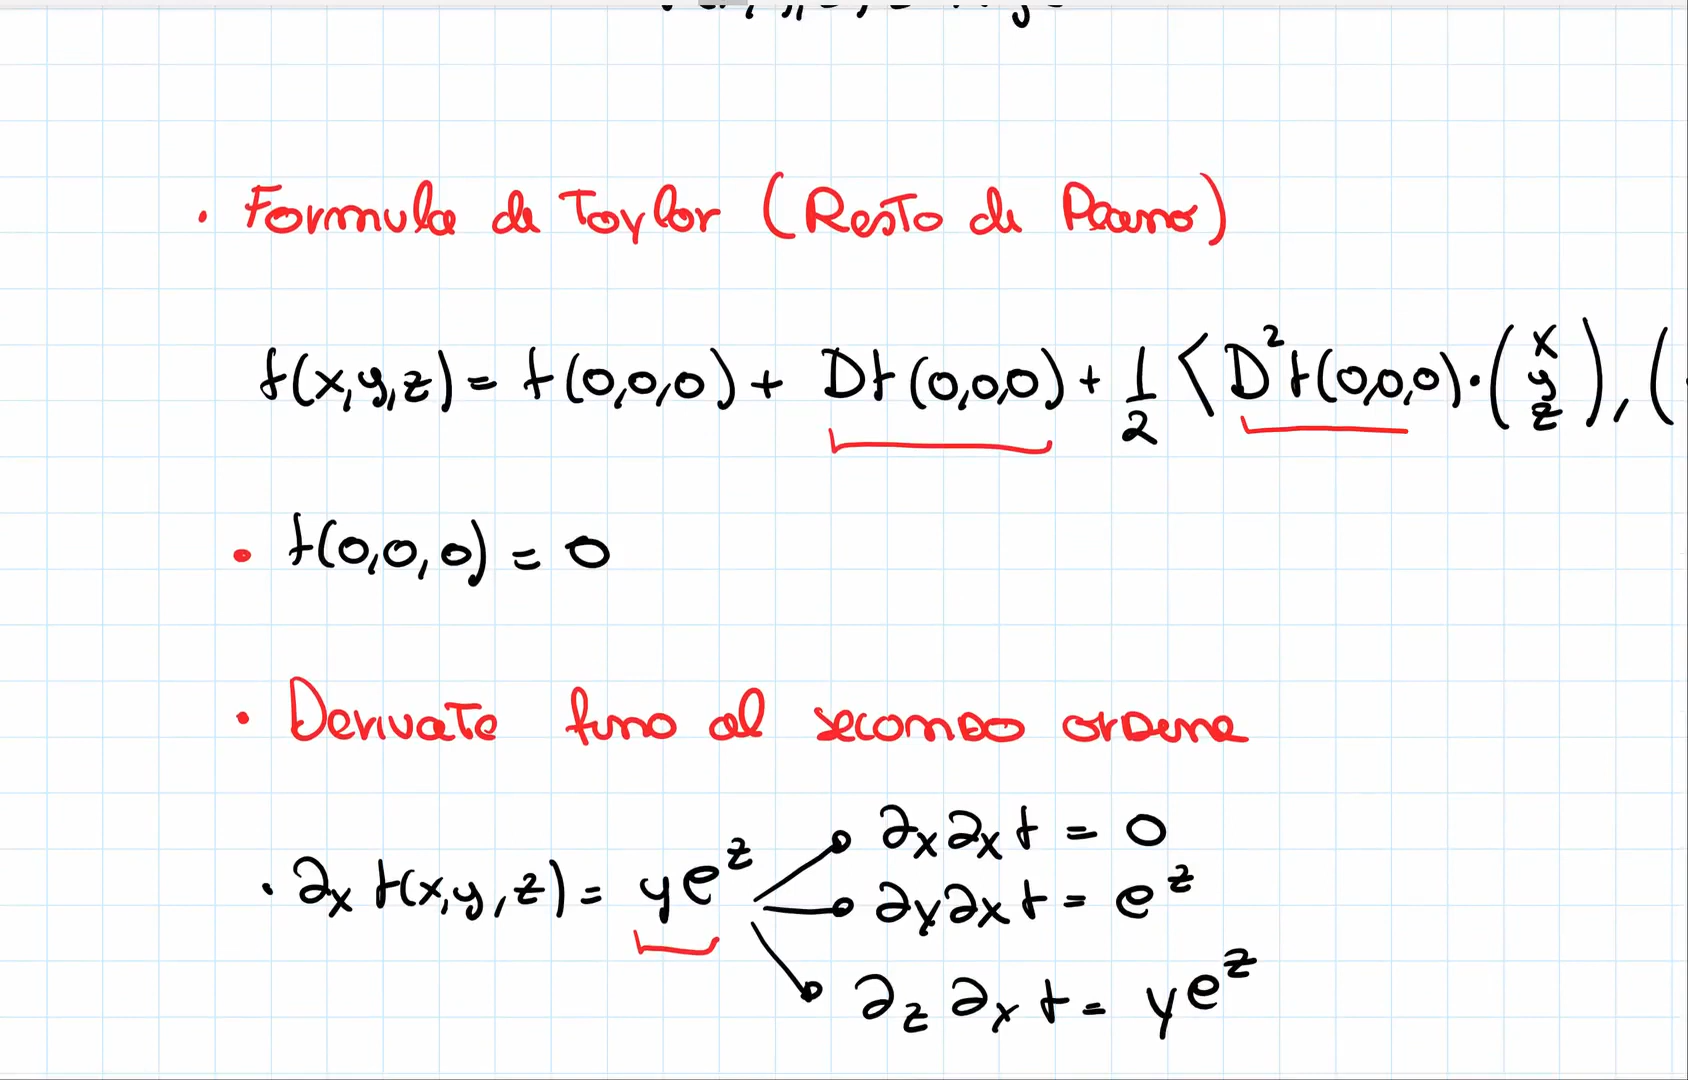 • Formula di Taylor (Resto di Peano)
f(x,y,z) = f(0,0,0) + Df(0,0,0) + 1/2 ⟨D²f(0,0,0)·(x y z), (
• f(0,0,0) = 0
• Derivate fino al secondo ordine
∂x∂x f = 0
• ∂x f(x,y,z) = ye^z
∂y∂x f = e^z
∂z ∂x f = ye^z